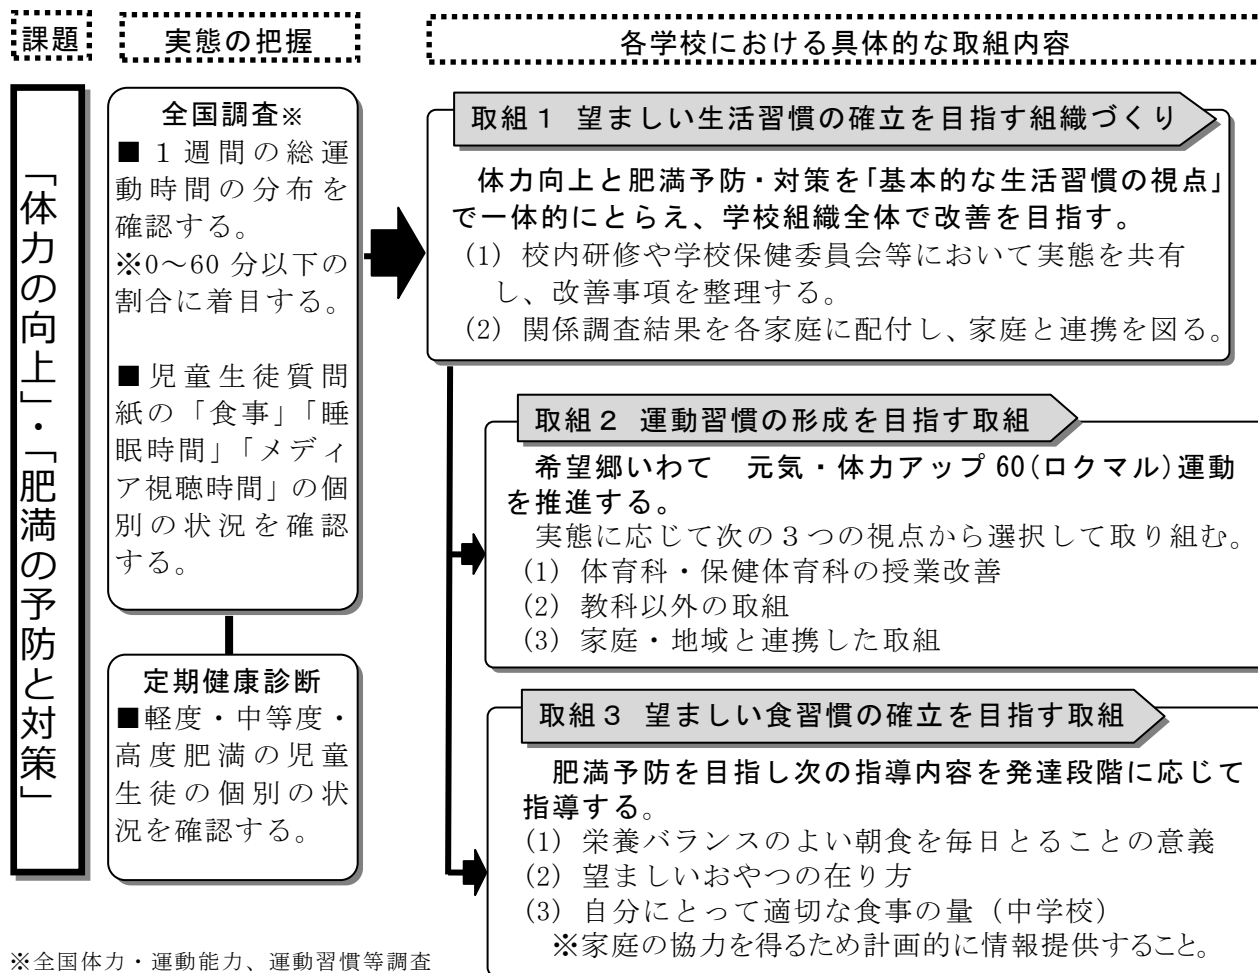 課題
実態の把握
各学校における具体的な取組内容
「体力の向上」・「肥満の予防と対策」
全国調査※
■１週間の総運
動時間の分布を
確認する。
※0～60 分以下の
割合に着目する。
■児童生徒質問
紙の「食事」「睡
眠時間」「メディ
ア視聴時間」の個
別の状況を確認
する。
定期健康診断
■軽度・中等度・
高度肥満の児童
生徒の個別の状
況を確認する。
※全国体力・運動能力、運動習慣等調査
取組１ 望ましい生活習慣の確立を目指す組織づくり
体力向上と肥満予防・対策を「基本的な生活習慣の視点」
で一体的にとらえ、学校組織全体で改善を目指す。
(1) 校内研修や学校保健委員会等において実態を共有
し、改善事項を整理する。
(2) 関係調査結果を各家庭に配付し、家庭と連携を図る。
取組２ 運動習慣の形成を目指す取組
希望郷いわて　元気・体力アップ 60(ロクマル)運動
を推進する。
実態に応じて次の３つの視点から選択して取り組む。
(1) 体育科・保健体育科の授業改善
(2) 教科以外の取組
(3) 家庭・地域と連携した取組
取組３ 望ましい食習慣の確立を目指す取組
肥満予防を目指し次の指導内容を発達段階に応じて
指導する。
(1) 栄養バランスのよい朝食を毎日とることの意義
(2) 望ましいおやつの在り方
(3) 自分にとって適切な食事の量（中学校）
※家庭の協力を得るため計画的に情報提供すること。